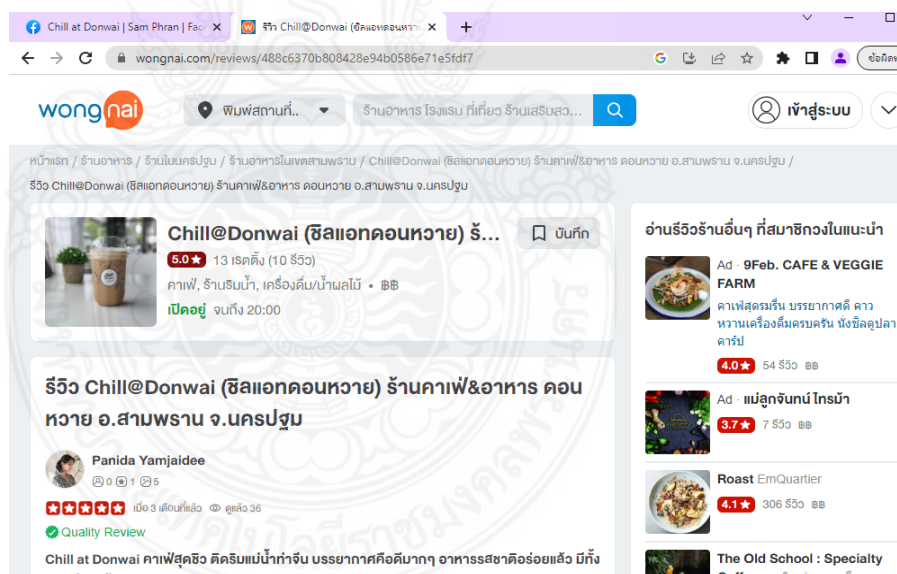 Chill at Donwai | Sam Phran | Fac
รีวิว Chill@Donwai (ชิลแอทดอนหวา
wongnai.com/reviews/488c6370b808428e94b0586e71e5fdf7
wongnai
พิมพ์สถานที่..
ร้านอาหาร โรงแรม ที่เที่ยว ร้านเสริมสว...
เข้าสู่ระบบ
หน้าแรก / ร้านอาหาร / ร้านในนครปฐม / ร้านอาหารในเขตสามพราน / Chill@Donwai (ชิลแอทดอนหวาย) ร้านคาเฟ่&อาหาร ดอนหวาย อ.สามพราน จ.นครปฐม /
รีวิว Chill@Donwai (ชิลแอทดอนหวาย) ร้านคาเฟ่&อาหาร ดอนหวาย อ.สามพราน จ.นครปฐม
Chill@Donwai (ชิลแอทดอนหวาย) ร้...
บันทึก
5.0 ★ 13 เรตติ้ง (10 รีวิว)
คาเฟ่, ร้านริมน้ำ, เครื่องดื่ม/น้ำผลไม้ • ฿฿
เปิดอยู่ จนถึง 20:00
รีวิว Chill@Donwai (ชิลแอทดอนหวาย) ร้านคาเฟ่&อาหาร ดอน
หวาย อ.สามพราน จ.นครปฐม
Panida Yamjaidee
0 1 5
เมื่อ 3 เดือนที่แล้ว ดูแล้ว 36
Quality Review
Chill at Donwai คาเฟ่สุดชิว ติดริมแม่น้ำท่าจีน บรรยากาศคือดีมากๆ อาหารรสชาติอร่อยแล้ว มีทั้ง
อ่านรีวิวร้านอื่นๆ ที่สมาชิกวงในแนะนำ
Ad · 9Feb. CAFE & VEGGIE
FARM
คาเฟ่สุดรมรื่น บรรยากาศดี คาว
หวานเครื่องดื่มครบครัน นั่งชิลดูปลา
คาร์ป
4.0 ★ 54 รีวิว ฿฿
Ad · แม่ลูกจันทน์ ไทรม้า
3.7 ★ 7 รีวิว ฿฿
Roast EmQuartier
4.1 ★ 306 รีวิว ฿฿
The Old School : Specialty